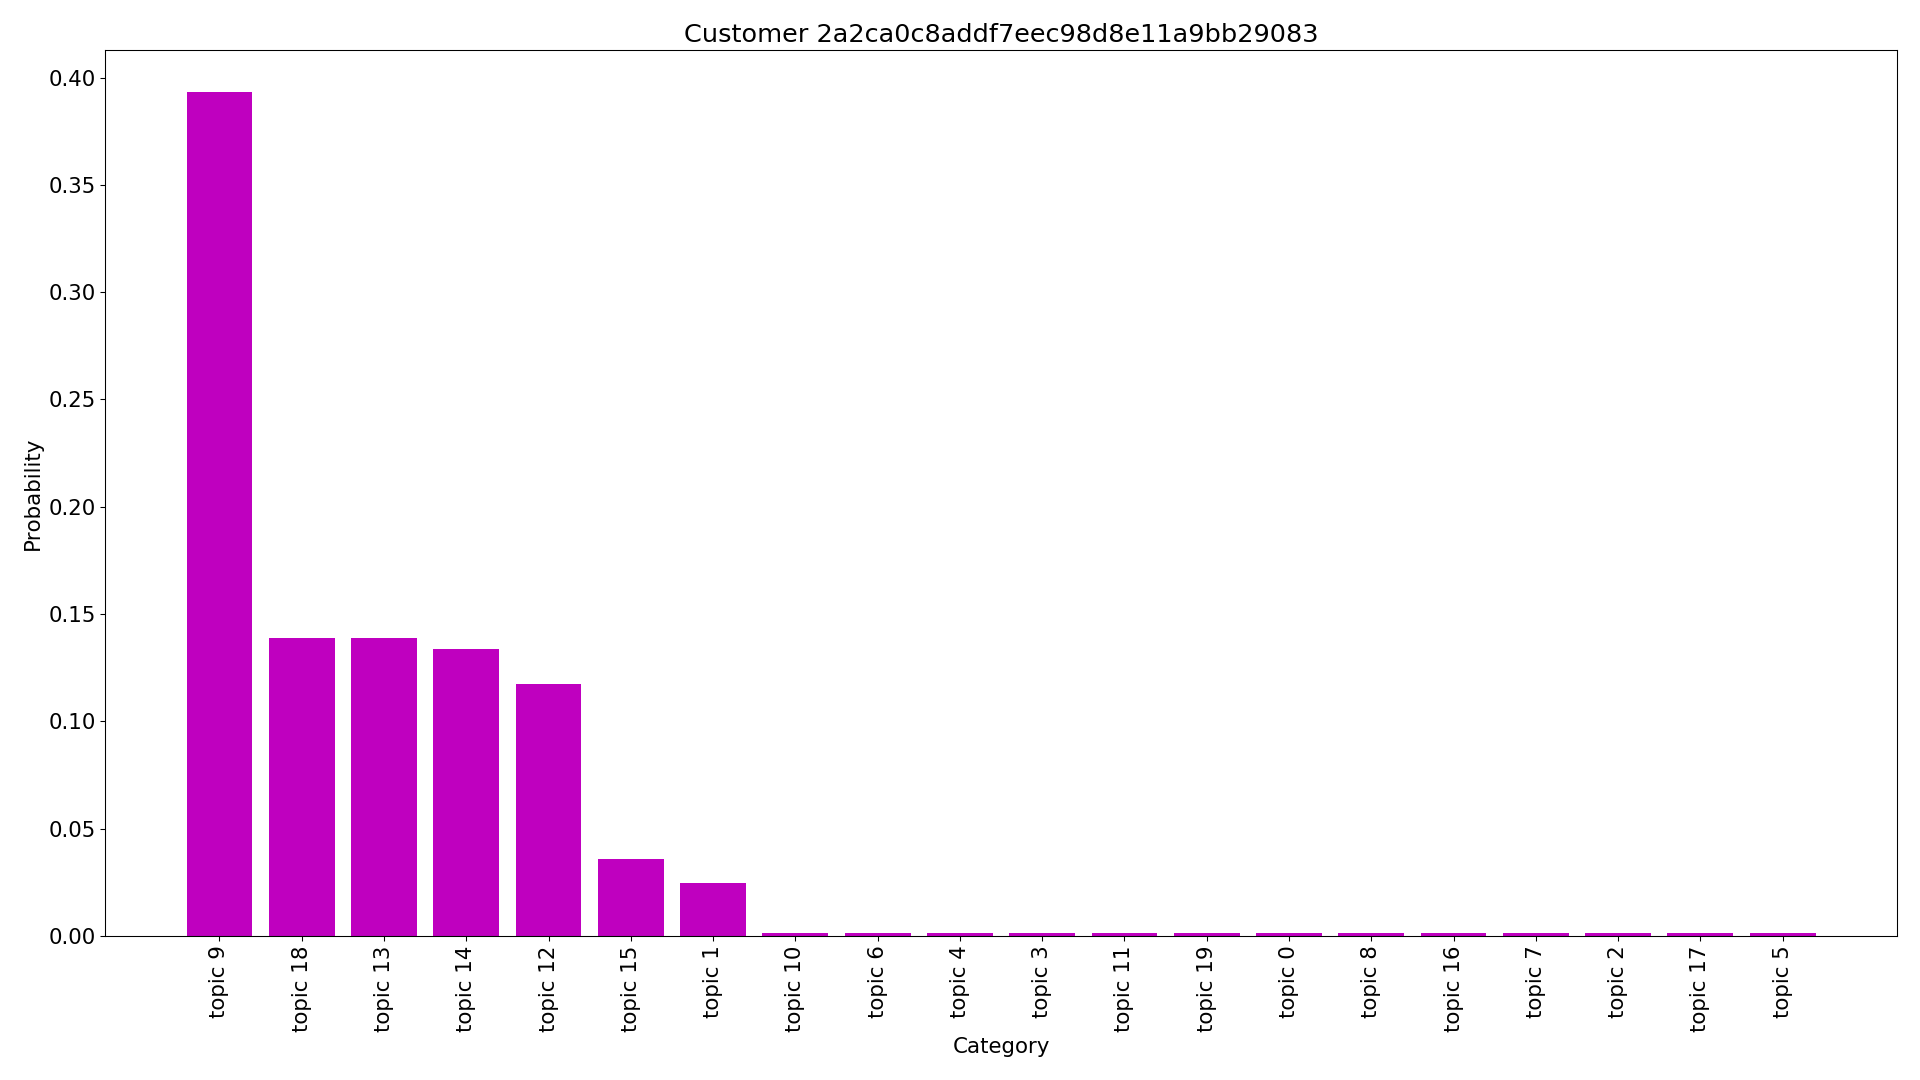 Customer 2a2ca0c8addf7eec98d8e11a9bb29083
0.40
0.35
0.30
0.25
0.20
0.15
0.10
0.05
0.00
Probability
topic 9
topic 18
topic 13
topic 14
topic 12
topic 15
topic 1
topic 10
topic 6
topic 4
topic 3
topic 11
topic 19
topic 0
topic 8
topic 16
topic 7
topic 2
topic 17
topic 5
Category